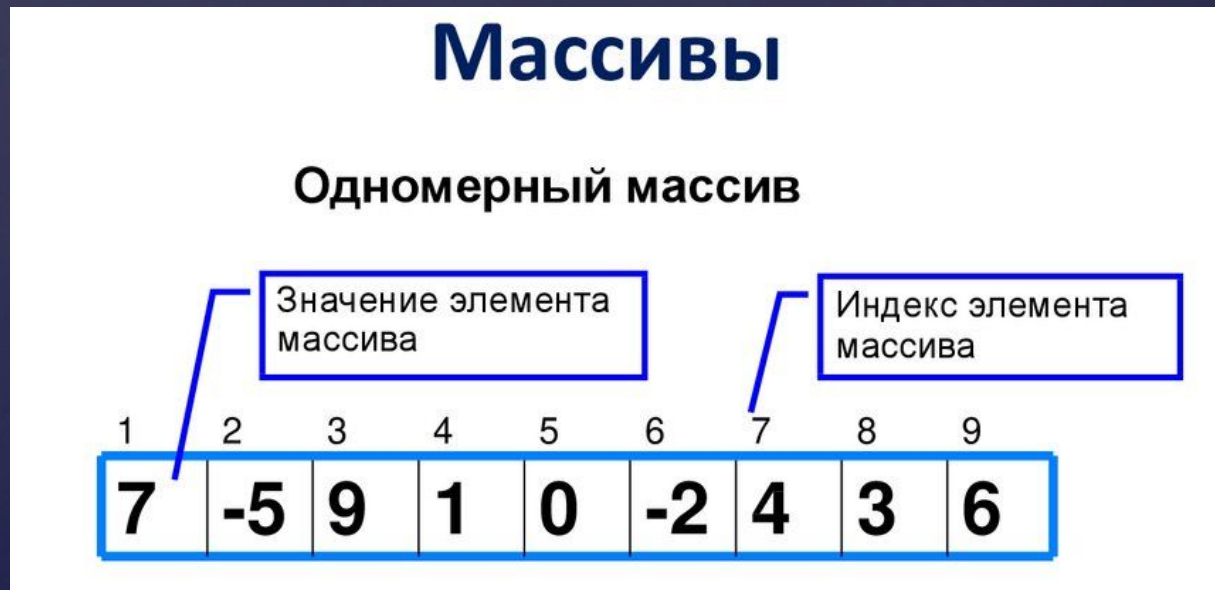 Массивы
Одномерный массив
Значение элемента
массива
Индекс элемента
массива
1 2 3 4 5 6 7 8 9
7 -5 9 1 0 -2 4 3 6